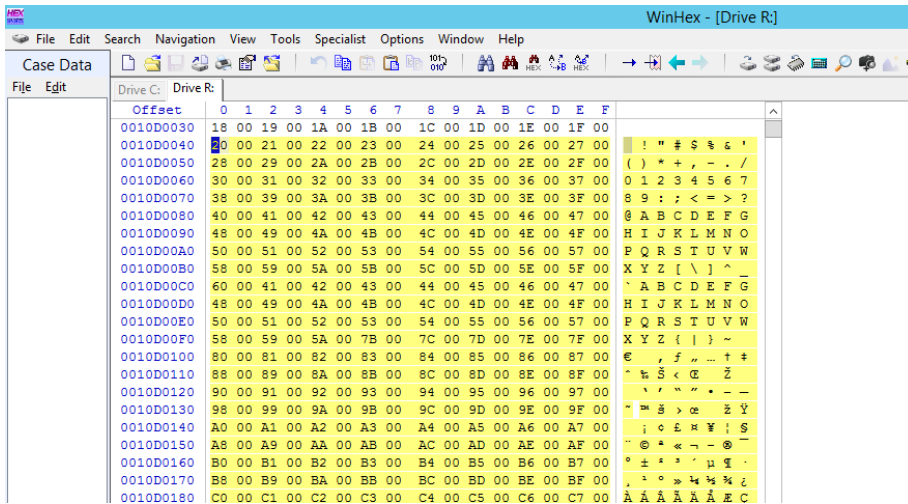 WinHex - [Drive R:]
File Edit Search Navigation View Tools Specialist Options Window Help
Case Data
File Edit
Drive C: Drive R:
Offset 0 1 2 3 4 5 6 7 8 9 A B C D E F
0010D0030 18 00 19 00 1A 00 1B 00 1C 00 1D 00 1E 00 1F 00
0010D0040 20 00 21 00 22 00 23 00 24 00 25 00 26 00 27 00 ! " # $ % & '
0010D0050 28 00 29 00 2A 00 2B 00 2C 00 2D 00 2E 00 2F 00 ( ) * + , - . /
0010D0060 30 00 31 00 32 00 33 00 34 00 35 00 36 00 37 00 0 1 2 3 4 5 6 7
0010D0070 38 00 39 00 3A 00 3B 00 3C 00 3D 00 3E 00 3F 00 8 9 : ; < = > ?
0010D0080 40 00 41 00 42 00 43 00 44 00 45 00 46 00 47 00 @ A B C D E F G
0010D0090 48 00 49 00 4A 00 4B 00 4C 00 4D 00 4E 00 4F 00 H I J K L M N O
0010D00A0 50 00 51 00 52 00 53 00 54 00 55 00 56 00 57 00 P Q R S T U V W
0010D00B0 58 00 59 00 5A 00 5B 00 5C 00 5D 00 5E 00 5F 00 X Y Z [ \ ] ^ _
0010D00C0 60 00 41 00 42 00 43 00 44 00 45 00 46 00 47 00 ` A B C D E F G
0010D00D0 48 00 49 00 4A 00 4B 00 4C 00 4D 00 4E 00 4F 00 H I J K L M N O
0010D00E0 50 00 51 00 52 00 53 00 54 00 55 00 56 00 57 00 P Q R S T U V W
0010D00F0 58 00 59 00 5A 00 7B 00 7C 00 7D 00 7E 00 7F 00 X Y Z { | } ~
0010D0100 80 00 81 00 82 00 83 00 84 00 85 00 86 00 87 00 € ‚ ƒ „ … † ‡
0010D0110 88 00 89 00 8A 00 8B 00 8C 00 8D 00 8E 00 8F 00 ˆ ‰ Š ‹ Œ Ž
0010D0120 90 00 91 00 92 00 93 00 94 00 95 00 96 00 97 00 ‘ ’ “ ” • – —
0010D0130 98 00 99 00 9A 00 9B 00 9C 00 9D 00 9E 00 9F 00 ˜ ™ š › œ ž Ÿ
0010D0140 A0 00 A1 00 A2 00 A3 00 A4 00 A5 00 A6 00 A7 00 ¡ ¢ £ ¤ ¥ ¦ §
0010D0150 A8 00 A9 00 AA 00 AB 00 AC 00 AD 00 AE 00 AF 00 ¨ © ª « ¬ - ® ¯
0010D0160 B0 00 B1 00 B2 00 B3 00 B4 00 B5 00 B6 00 B7 00 ° ± ² ³ ´ µ ¶ ·
0010D0170 B8 00 B9 00 BA 00 BB 00 BC 00 BD 00 BE 00 BF 00 ¸ ¹ º » ¼ ½ ¾ ¿
0010D0180 C0 00 C1 00 C2 00 C3 00 C4 00 C5 00 C6 00 C7 00 À Á Â Ã Ä Å Æ Ç